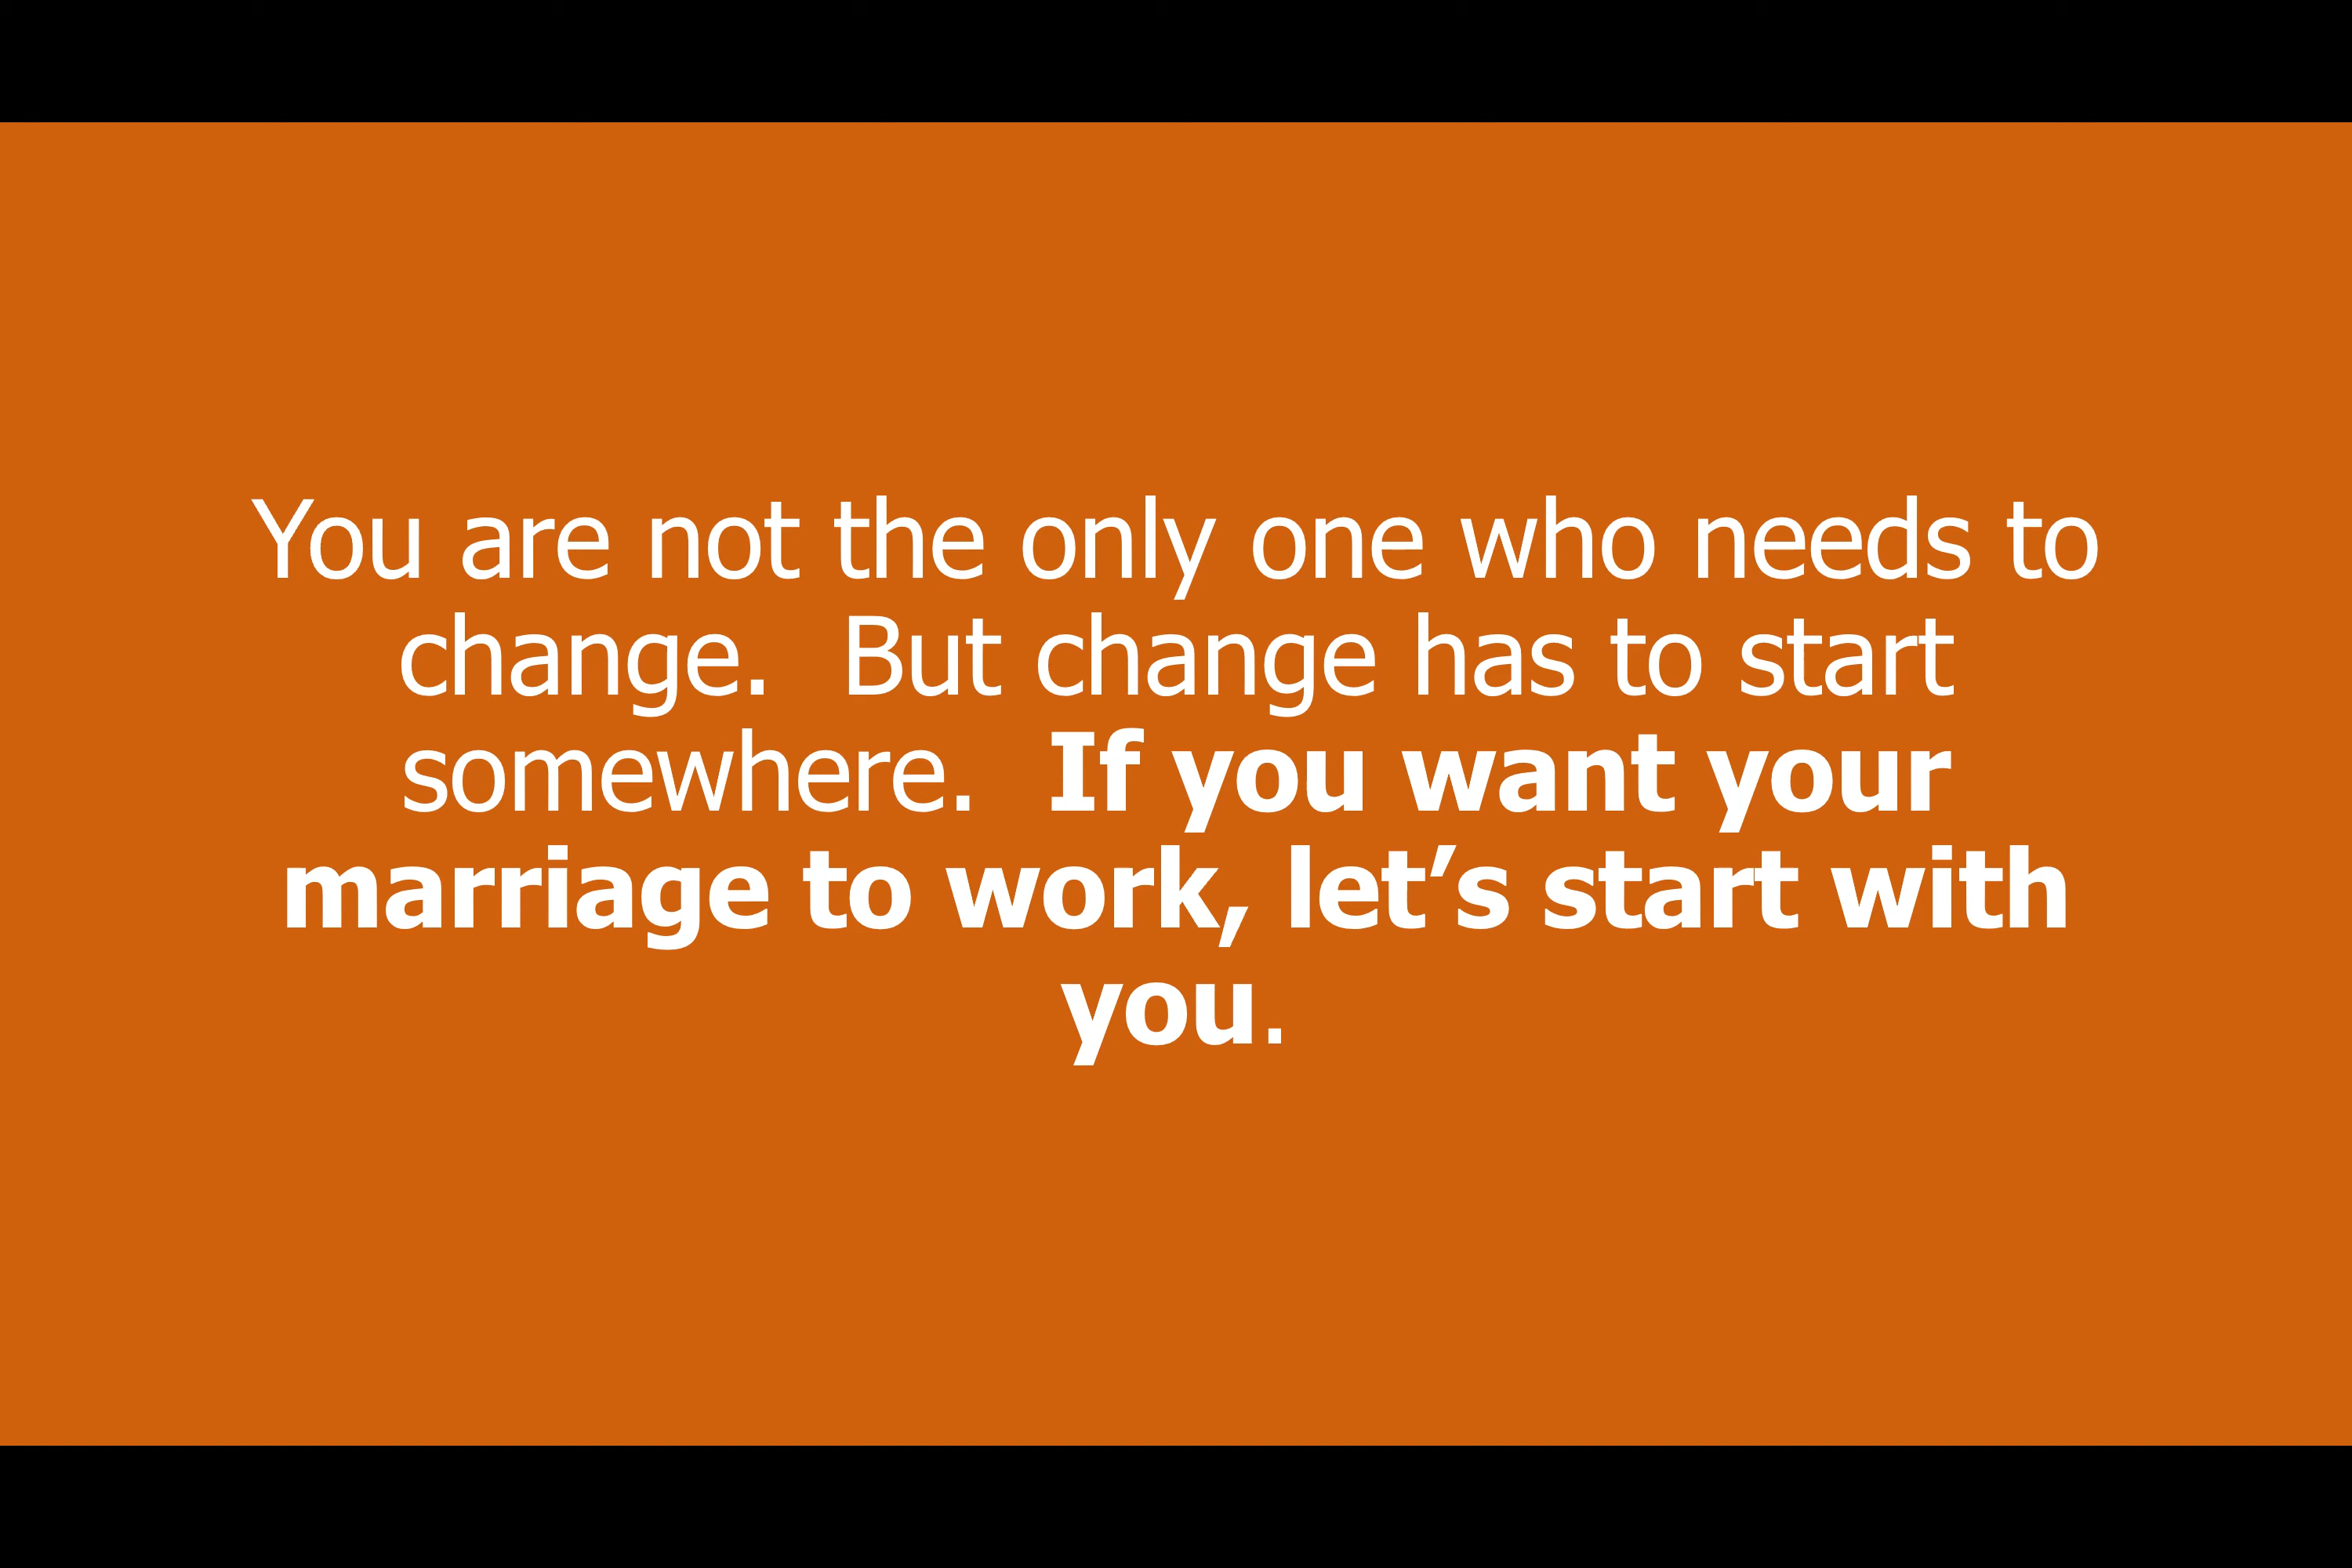 You are not the only one who needs to
change.  But change has to start
somewhere.  If you want your
marriage to work, let’s start with
you.